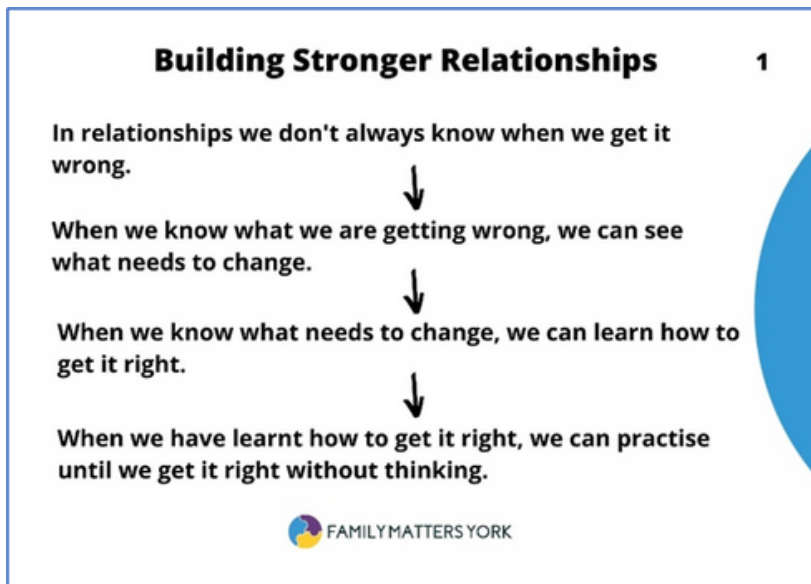 Building Stronger Relationships
1
In relationships we don't always know when we get it
wrong.
When we know what we are getting wrong, we can see
what needs to change.
When we know what needs to change, we can learn how to
get it right.
When we have learnt how to get it right, we can practise
until we get it right without thinking.
FAMILY MATTERS YORK